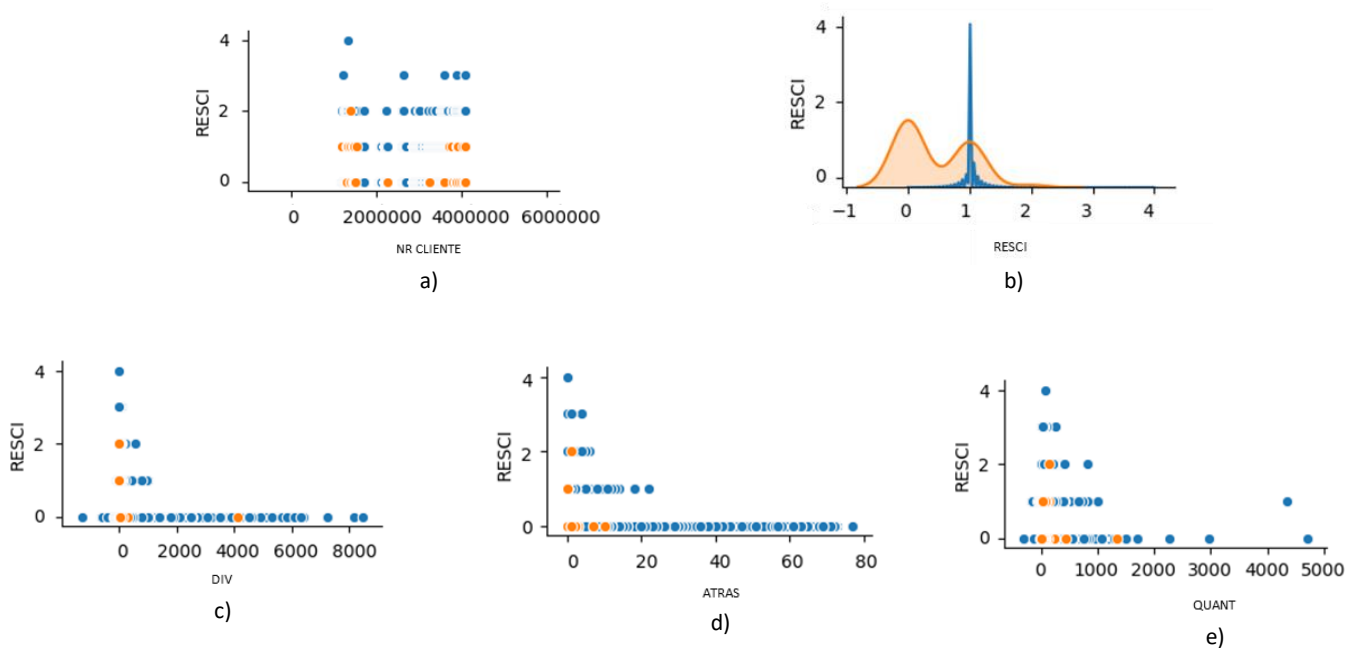 RESCI
4
2
0
0 2000000 4000000 6000000
NR CLIENTE
a)
RESCI
4
2
0
−1 0 1 2 3 4
RESCI
b)
RESCI
4
2
0
0 2000 4000 6000 8000
DIV
c)
RESCI
4
2
0
0 20 40 60 80
ATRAS
d)
RESCI
4
2
0
0 1000 2000 3000 4000 5000
QUANT
e)